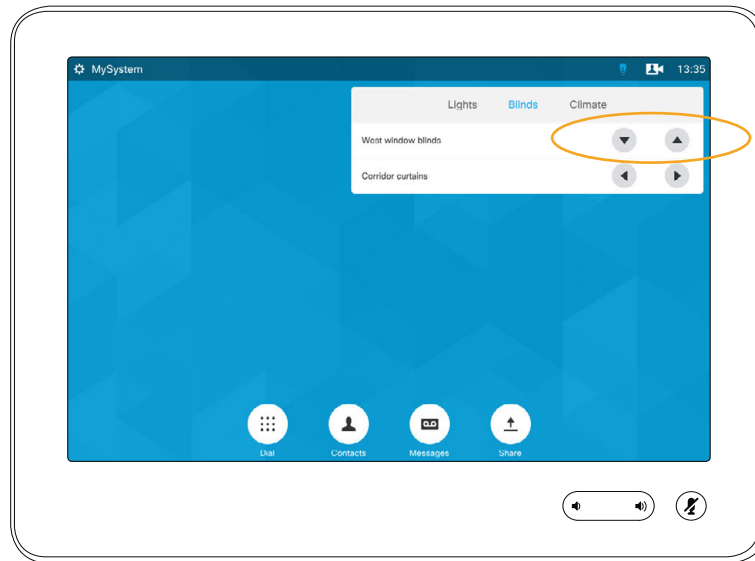 MySystem 13:35
Lights Blinds Climate
West window blinds
Corridor curtains
Dial Contacts Messages Share